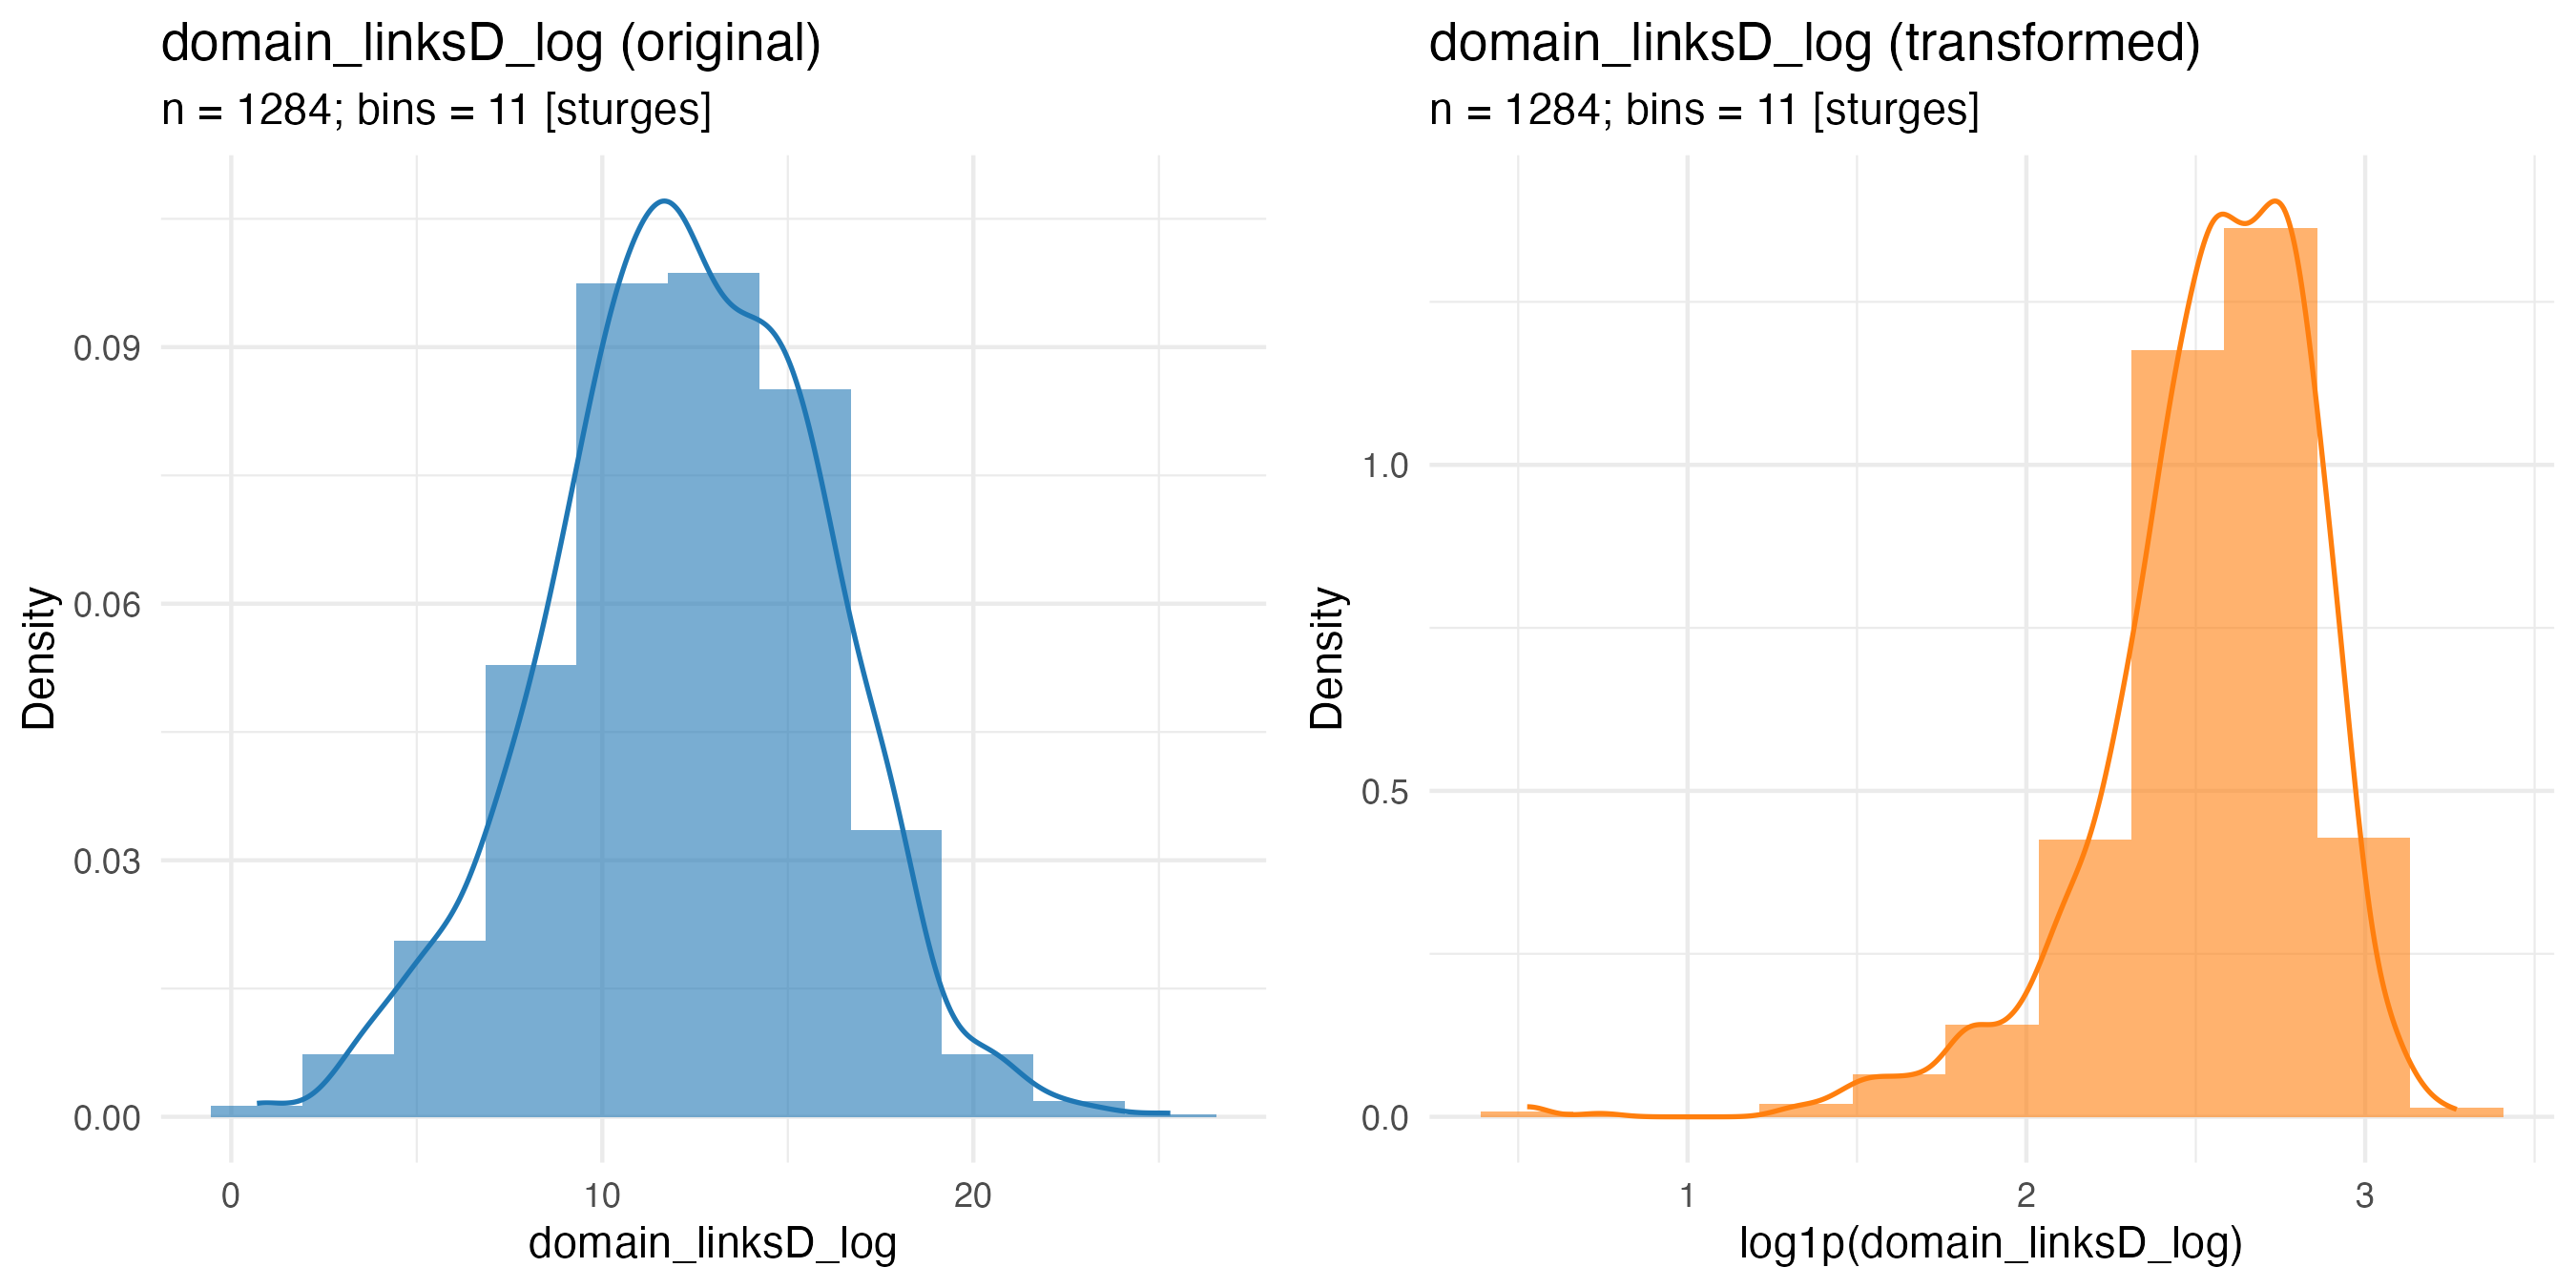 domain_linksD_log (original)
n = 1284; bins = 11 [sturges]
Density
0.09
0.06
0.03
0.00
0
10
20
domain_linksD_log
domain_linksD_log (transformed)
n = 1284; bins = 11 [sturges]
Density
1.0
0.5
0.0
1
2
3
log1p(domain_linksD_log)